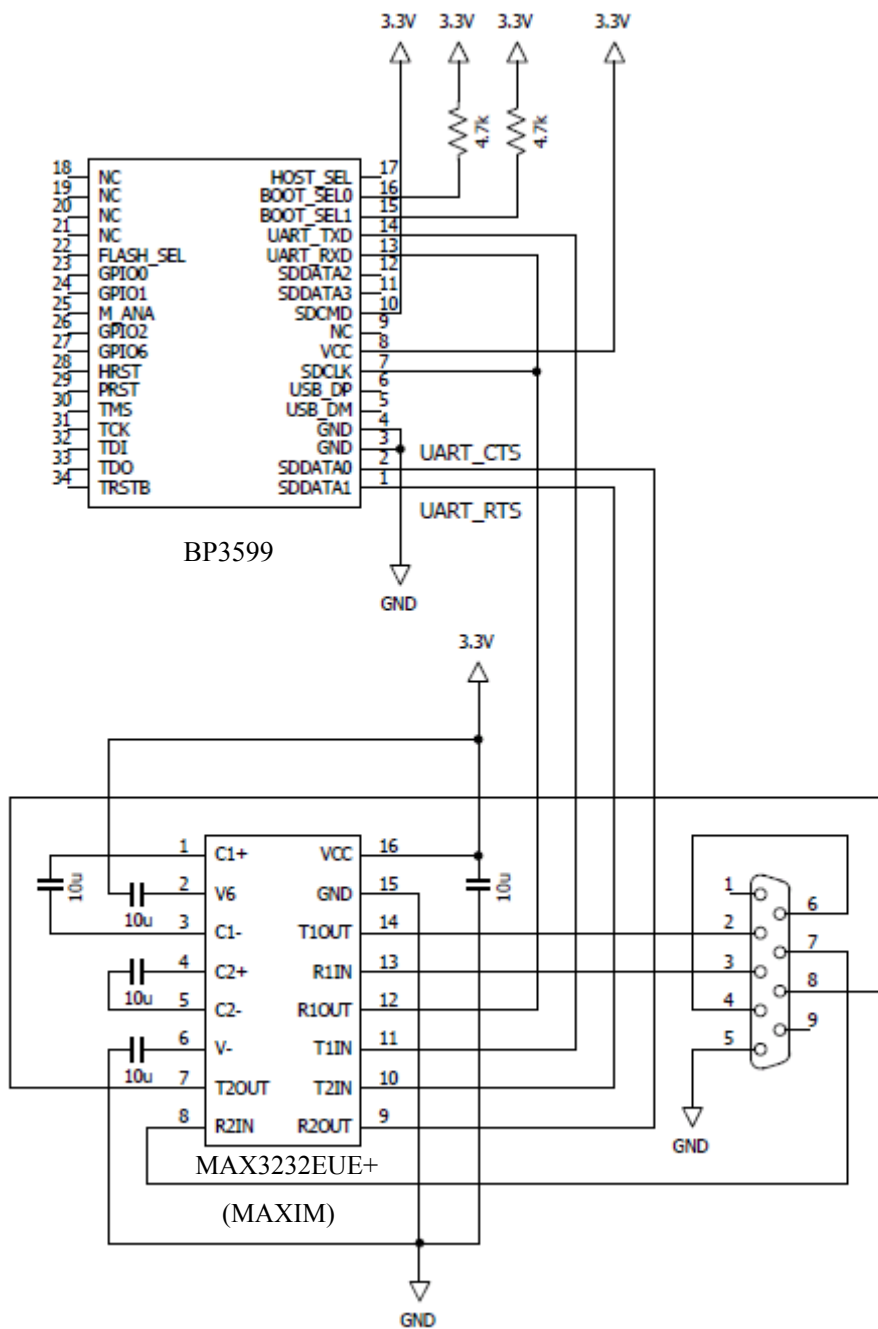 3.3V 3.3V 3.3V 3.3V
4.7k 4.7k
18 NC HOST_SEL 17
19 NC BOOT_SEL0 16
20 NC BOOT_SEL1 15
21 NC UART_TXD 14
22 FLASH_SEL UART_RXD 13
23 GPIO0 SDDATA2 12
24 GPIO1 SDDATA3 11
25 M_ANA SDCMD 10
26 GPIO2 NC 9
27 GPIO6 VCC 8
28 HRST SDCLK 7
29 PRST USB_DP 6
30 TMS USB_DM 5
31 TCK GND 4
32 TDI GND 3
33 TDO SDDATA0 2
34 TRSTB SDDATA1 1
UART_CTS
UART_RTS
BP3599
GND
3.3V
1 C1+ VCC 16
2 V6 GND 15
3 C1- T1OUT 14
4 C2+ R1IN 13
5 C2- R1OUT 12
6 V- T1IN 11
7 T2OUT T2IN 10
8 R2IN R2OUT 9
10u
10u
10u
10u
10u
MAX3232EUE+
(MAXIM)
GND
1
6
2
7
3
8
4
9
5
GND